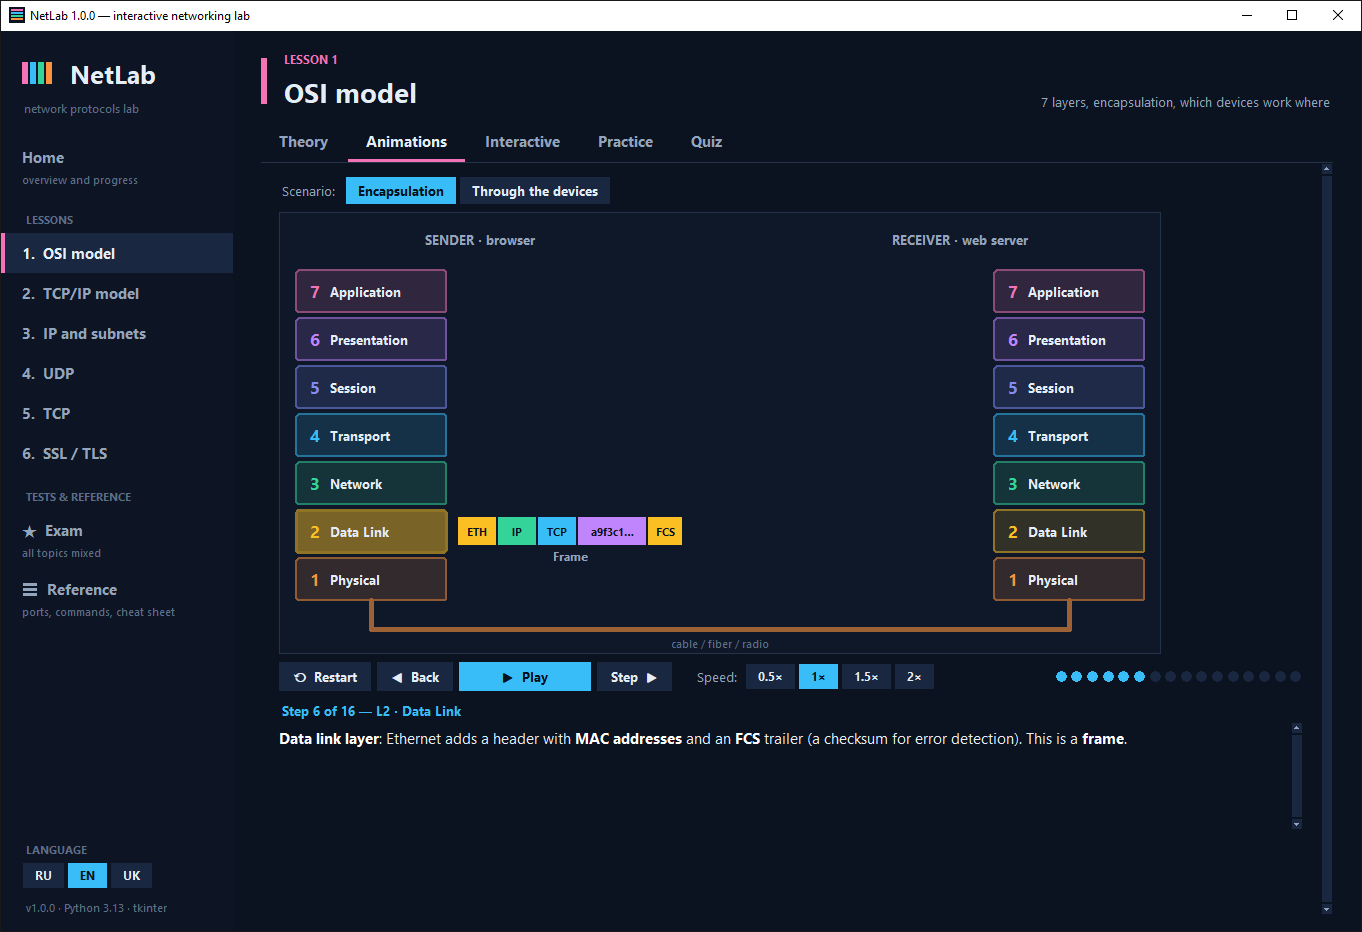 NetLab 1.0.0 — interactive networking lab
NetLab
network protocols lab
Home
overview and progress
LESSONS
1. OSI model
2. TCP/IP model
3. IP and subnets
4. UDP
5. TCP
6. SSL / TLS
TESTS & REFERENCE
★ Exam
all topics mixed
Reference
ports, commands, cheat sheet
LANGUAGE
RU EN UK
v1.0.0 · Python 3.13 · tkinter
LESSON 1
OSI model
7 layers, encapsulation, which devices work where
Theory Animations Interactive Practice Quiz
Scenario: Encapsulation Through the devices
SENDER · browser
7 Application
6 Presentation
5 Session
4 Transport
3 Network
2 Data Link
1 Physical
ETH IP TCP a9f3c1... FCS
Frame
RECEIVER · web server
7 Application
6 Presentation
5 Session
4 Transport
3 Network
2 Data Link
1 Physical
cable / fiber / radio
Restart Back Play Step Speed: 0.5× 1× 1.5× 2×
Step 6 of 16 — L2 · Data Link
Data link layer: Ethernet adds a header with MAC addresses and an FCS trailer (a checksum for error detection). This is a frame.